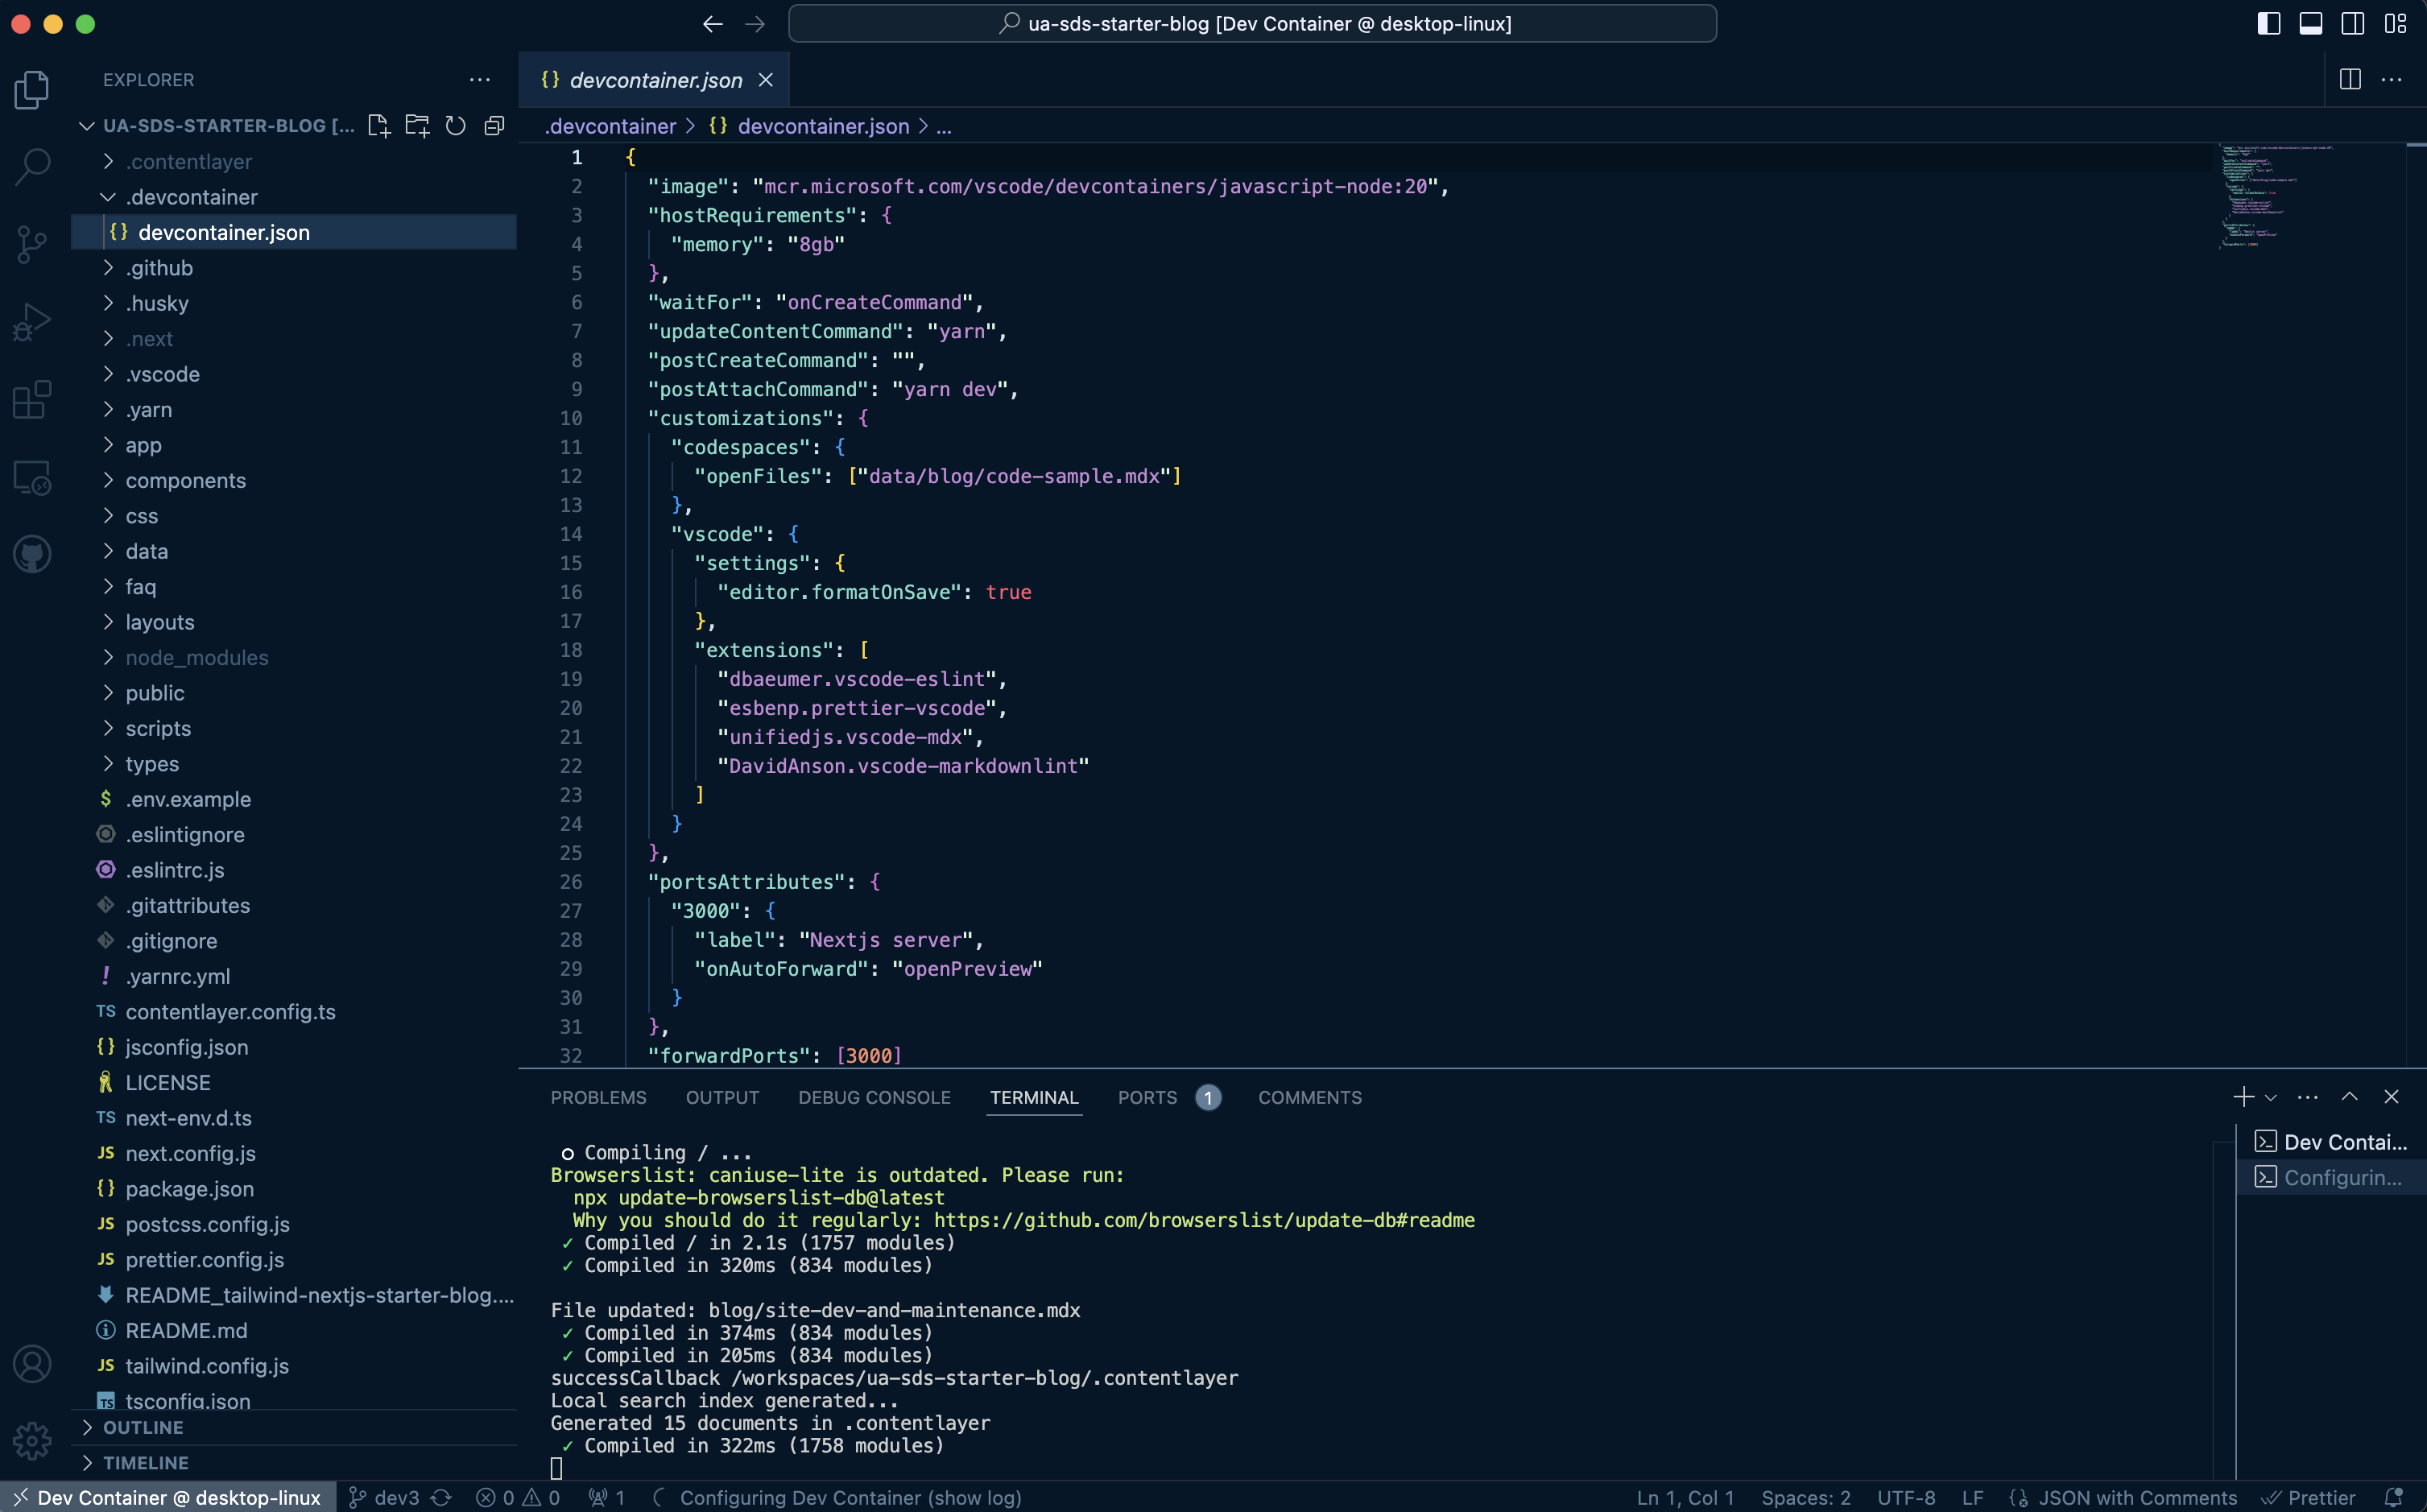 ua-sds-starter-blog [Dev Container @ desktop-linux]
EXPLORER
UA-SDS-STARTER-BLOG [...
.contentlayer
.devcontainer
{} devcontainer.json
.github
.husky
.next
.vscode
.yarn
app
components
css
data
faq
layouts
node_modules
public
scripts
types
$ .env.example
.eslintignore
.eslintrc.js
.gitattributes
.gitignore
! .yarnrc.yml
TS contentlayer.config.ts
{} jsconfig.json
LICENSE
TS next-env.d.ts
JS next.config.js
{} package.json
JS postcss.config.js
JS prettier.config.js
README_tailwind-nextjs-starter-blog....
README.md
JS tailwind.config.js
TS tsconfig.json
OUTLINE
TIMELINE
{} devcontainer.json
.devcontainer > {} devcontainer.json > ...
1 {
2 "image": "mcr.microsoft.com/vscode/devcontainers/javascript-node:20",
3 "hostRequirements": {
4 "memory": "8gb"
5 },
6 "waitFor": "onCreateCommand",
7 "updateContentCommand": "yarn",
8 "postCreateCommand": "",
9 "postAttachCommand": "yarn dev",
10 "customizations": {
11 "codespaces": {
12 "openFiles": ["data/blog/code-sample.mdx"]
13 },
14 "vscode": {
15 "settings": {
16 "editor.formatOnSave": true
17 },
18 "extensions": [
19 "dbaeumer.vscode-eslint",
20 "esbenp.prettier-vscode",
21 "unifiedjs.vscode-mdx",
22 "DavidAnson.vscode-markdownlint"
23 ]
24 }
25 },
26 "portsAttributes": {
27 "3000": {
28 "label": "Nextjs server",
29 "onAutoForward": "openPreview"
30 }
31 },
32 "forwardPorts": [3000]
PROBLEMS OUTPUT DEBUG CONSOLE TERMINAL PORTS 1 COMMENTS
○ Compiling / ...
Browserslist: caniuse-lite is outdated. Please run:
npx update-browserslist-db@latest
Why you should do it regularly: https://github.com/browserslist/update-db#readme
✓ Compiled / in 2.1s (1757 modules)
✓ Compiled in 320ms (834 modules)
File updated: blog/site-dev-and-maintenance.mdx
✓ Compiled in 374ms (834 modules)
✓ Compiled in 205ms (834 modules)
successCallback /workspaces/ua-sds-starter-blog/.contentlayer
Local search index generated...
Generated 15 documents in .contentlayer
✓ Compiled in 322ms (1758 modules)
Dev Contai...
Configurin...
Dev Container @ desktop-linux dev3 0 0 1 Configuring Dev Container (show log) Ln 1, Col 1 Spaces: 2 UTF-8 LF JSON with Comments Prettier